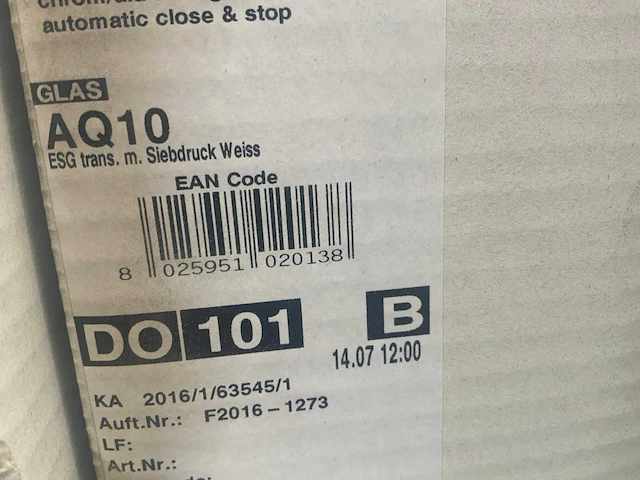 automatic close & stop
GLAS
AQ10
ESG trans. m. Siebdruck Weiss
EAN Code
8 025951 020138
DO 101 B
14.07 12:00
KA 2016/1/63545/1
Auft.Nr.: F2016-1273
LF:
Art.Nr.: